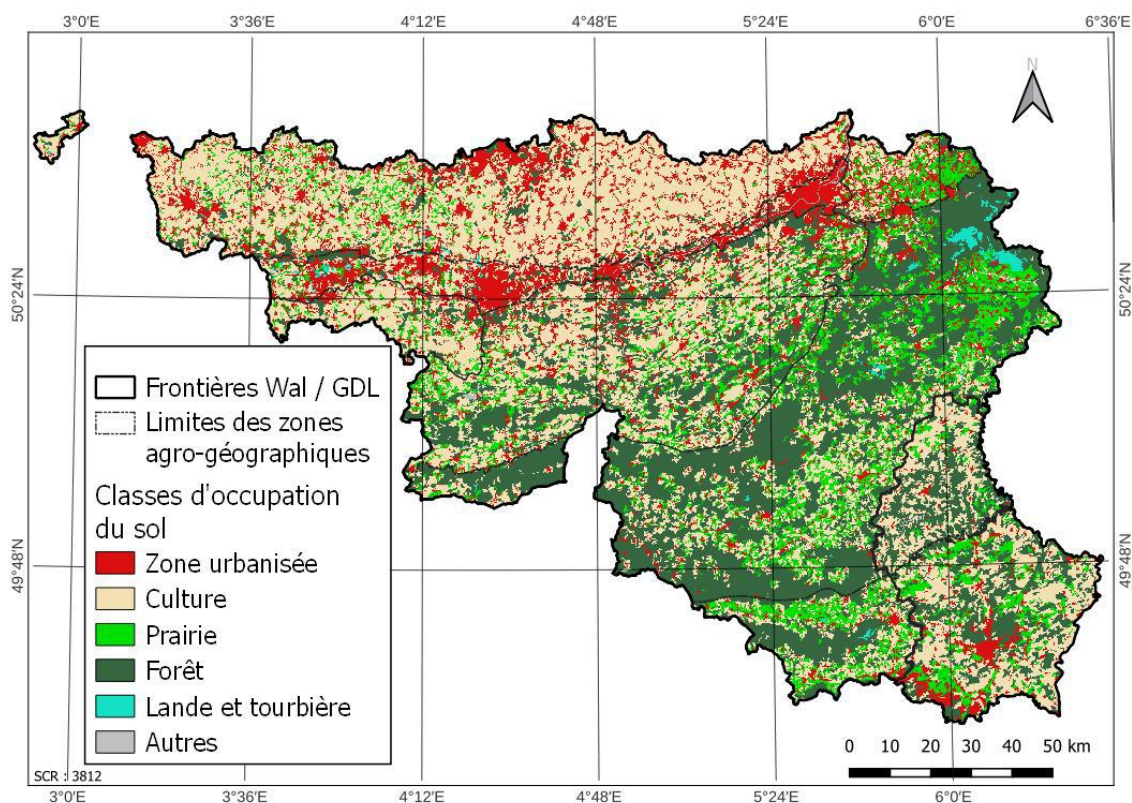 3°0'E 3°36'E 4°12'E 4°48'E 5°24'E 6°0'E 6°36'E
N
50°24'N 50°24'N
49°48'N 49°48'N
Frontières Wal / GDL
Limites des zones
agro-géographiques
Classes d'occupation
du sol
Zone urbanisée
Culture
Prairie
Forêt
Lande et tourbière
Autres
0 10 20 30 40 50 km
SCR : 3812
3°0'E 3°36'E 4°12'E 4°48'E 5°24'E 6°0'E